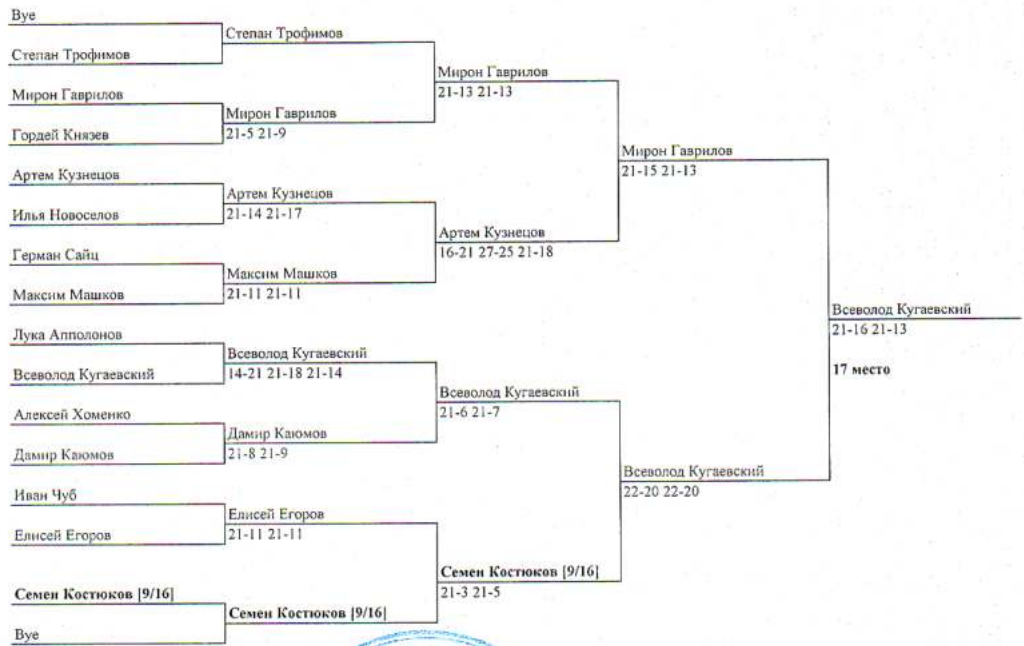 Bye
Степан Трофимов
Степан Трофимов
Мирон Гаврилов
21-13 21-13
Мирон Гаврилов
Мирон Гаврилов
21-5 21-9
Гордей Князев
Мирон Гаврилов
21-15 21-13
Артем Кузнецов
Артем Кузнецов
21-14 21-17
Илья Новоселов
Артем Кузнецов
16-21 27-25 21-18
Герман Сайц
Максим Машков
21-11 21-11
Максим Машков
Всеволод Кугаевский
21-16 21-13
17 место
Лука Апполонов
Всеволод Кугаевский
14-21 21-18 21-14
Всеволод Кугаевский
Всеволод Кугаевский
21-6 21-7
Алексей Хоменко
Дамир Каюмов
21-8 21-9
Дамир Каюмов
Всеволод Кугаевский
22-20 22-20
Иван Чуб
Елисей Егоров
21-11 21-11
Елисей Егоров
Семен Костюков [9/16]
21-3 21-5
Семен Костюков [9/16]
Семен Костюков [9/16]
Bye